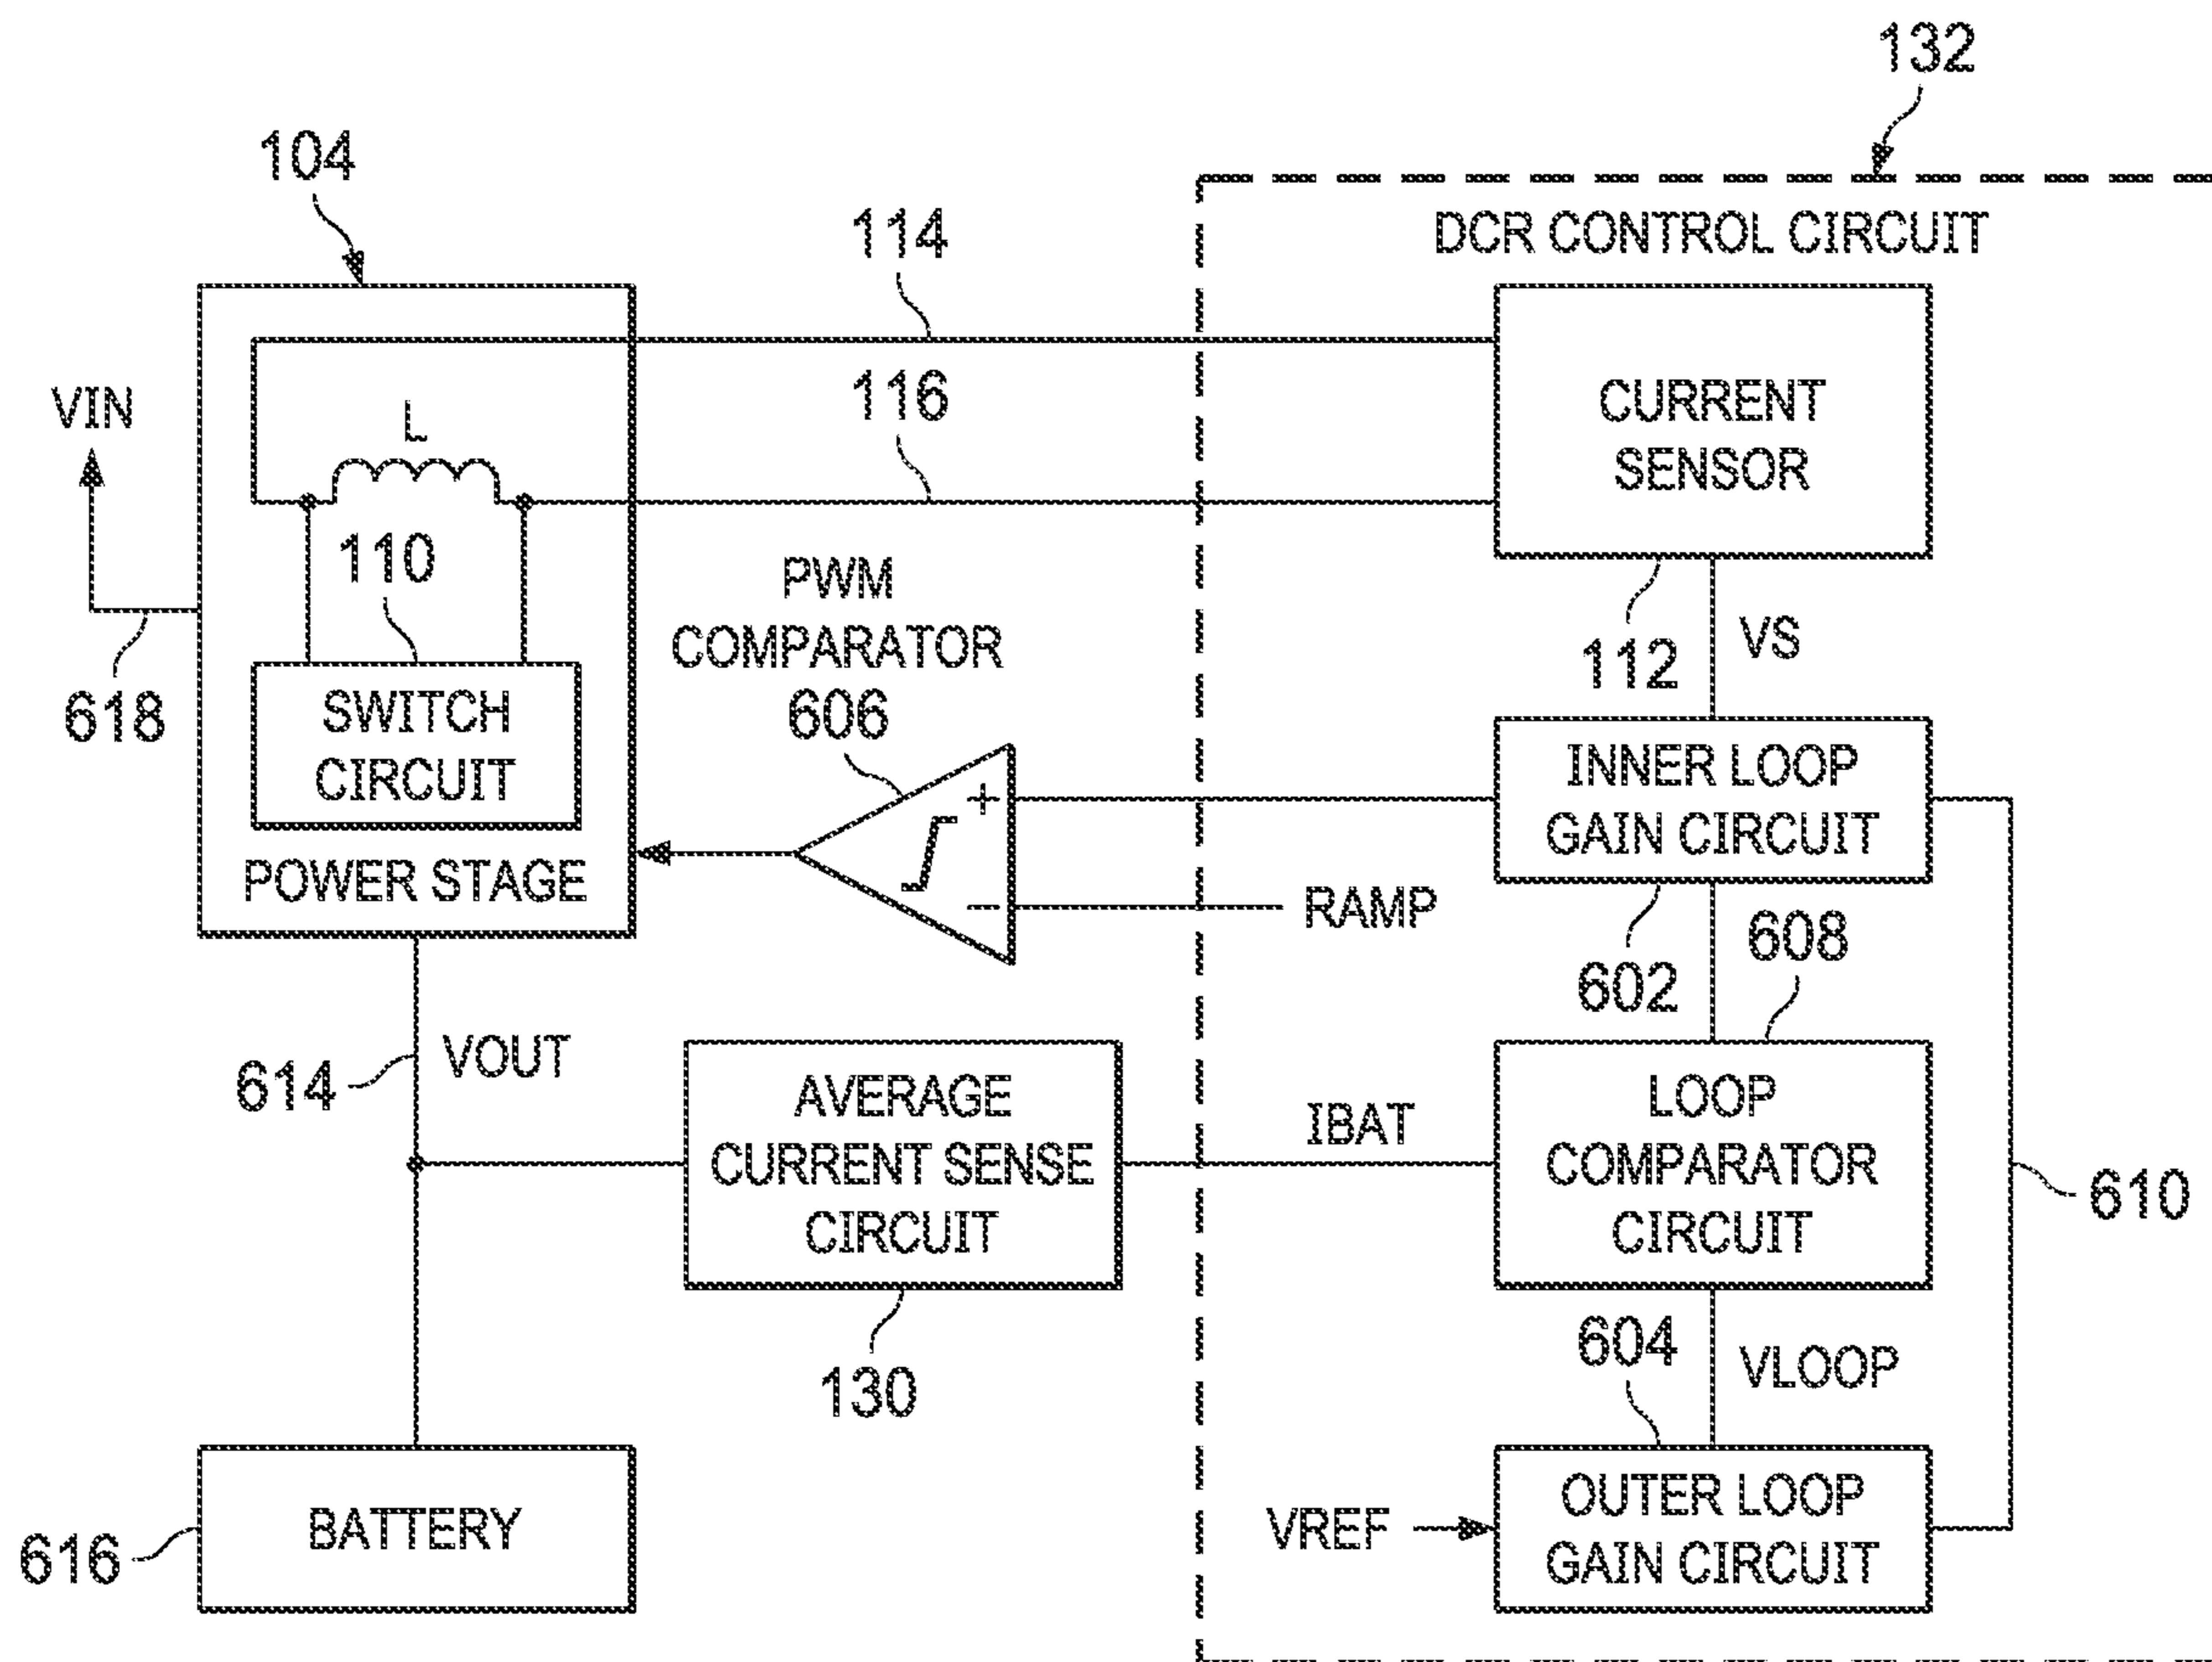 132
104
DCR CONTROL CIRCUIT
114
CURRENT
SENSOR
116
VIN
L
110
PWM
COMPARATOR
606
112
VS
618
SWITCH
CIRCUIT
INNER LOOP
GAIN CIRCUIT
+
−
POWER STAGE
RAMP
602
608
614
VOUT
AVERAGE
CURRENT SENSE
CIRCUIT
IBAT
LOOP
COMPARATOR
CIRCUIT
610
130
604
VLOOP
616
BATTERY
VREF
OUTER LOOP
GAIN CIRCUIT